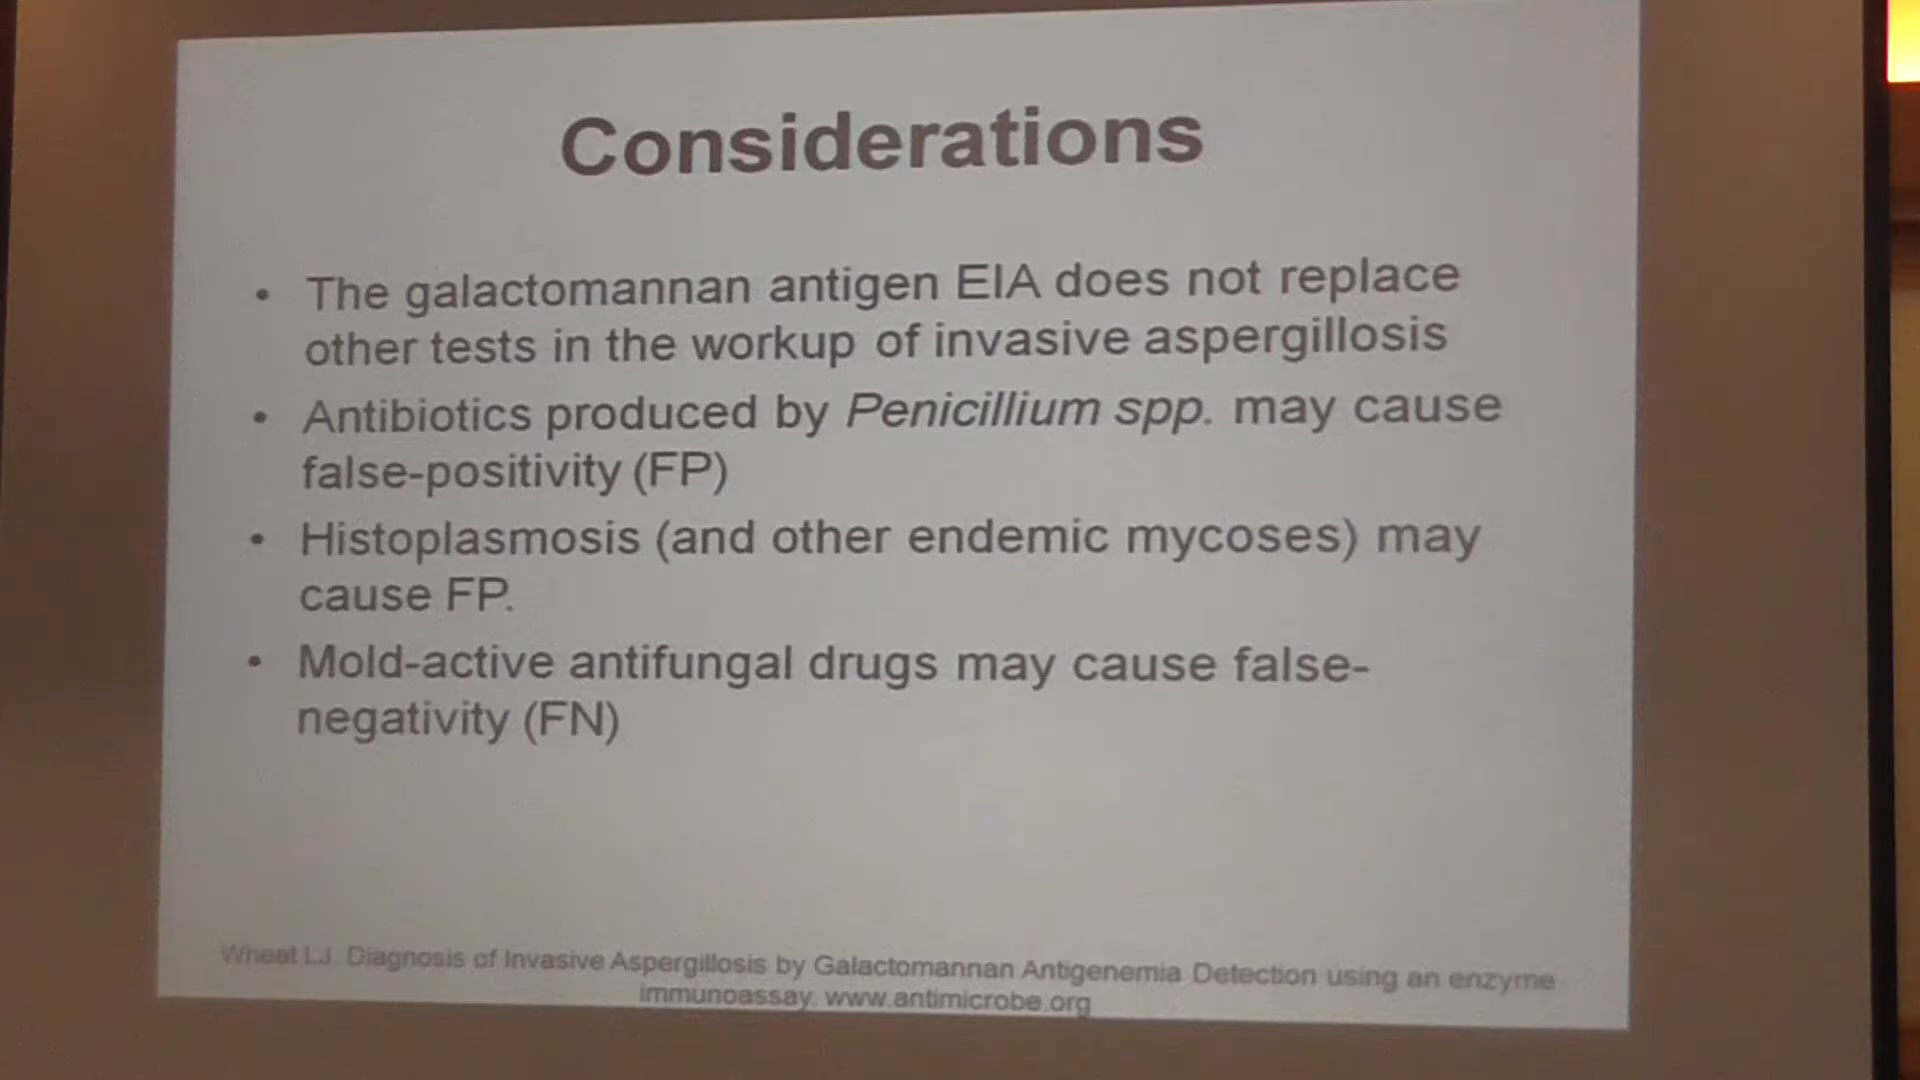 Considerations
• The galactomannan antigen EIA does not replace
other tests in the workup of invasive aspergillosis
• Antibiotics produced by Penicillium spp. may cause
false-positivity (FP)
• Histoplasmosis (and other endemic mycoses) may
cause FP.
• Mold-active antifungal drugs may cause false-
negativity (FN)
Wheat LJ. Diagnosis of Invasive Aspergillosis by Galactomannan Antigenemia Detection using an enzyme
immunoassay. www.antimicrobe.org